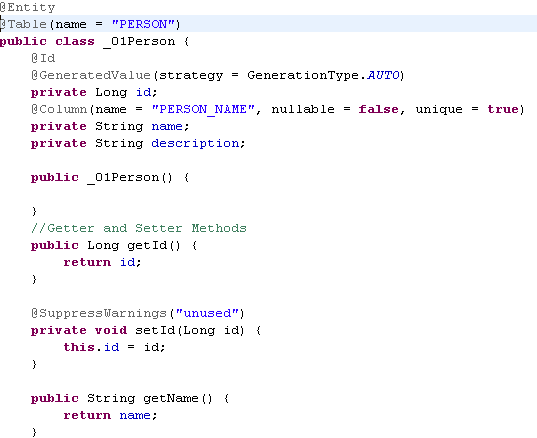 @Entity
@Table(name = "PERSON")
public class _01Person {
@Id
@GeneratedValue(strategy = GenerationType.AUTO)
private Long id;
@Column(name = "PERSON_NAME", nullable = false, unique = true)
private String name;
private String description;
public _01Person() {
}
//Getter and Setter Methods
public Long getId() {
return id;
}
@SuppressWarnings("unused")
private void setId(Long id) {
this.id = id;
}
public String getName() {
return name;
}